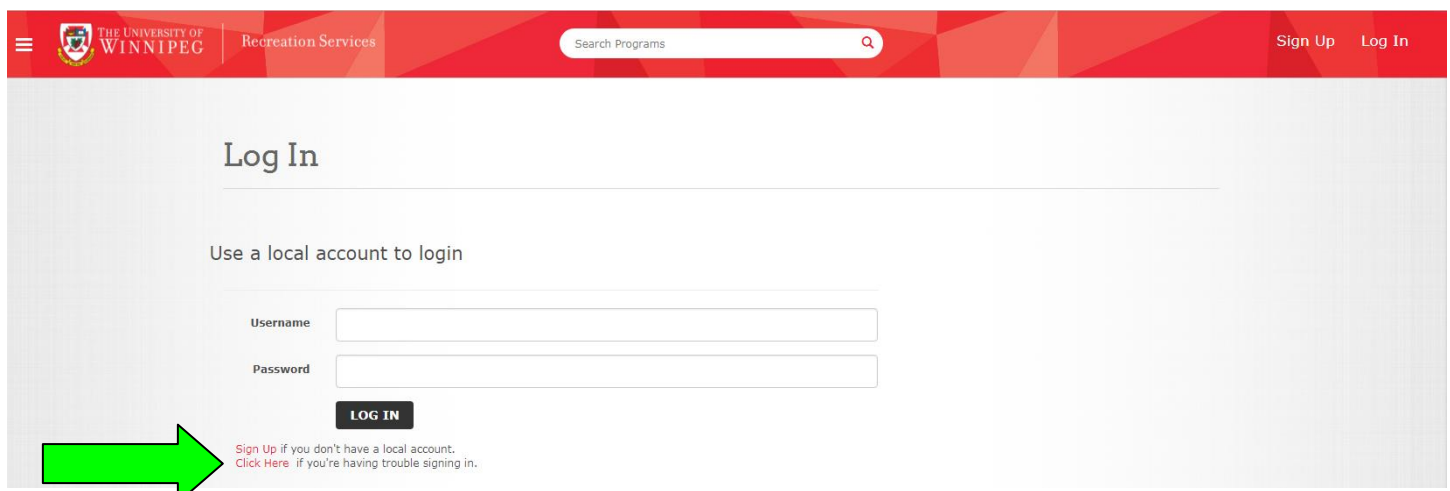 THE UNIVERSITY OF
WINNIPEG
Recreation Services
Search Programs
Sign Up
Log In
Log In
Use a local account to login
Username
Password
LOG IN
Sign Up if you don't have a local account.
Click Here if you're having trouble signing in.